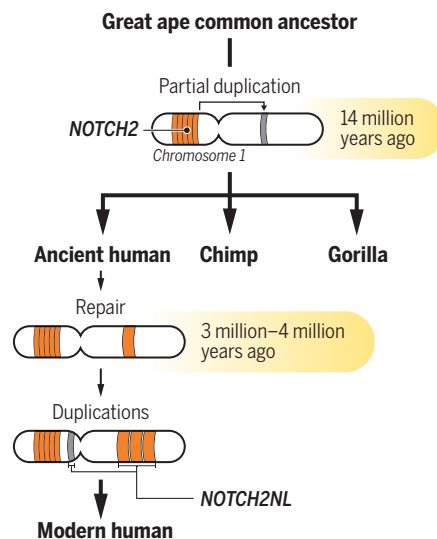 Great ape common ancestor
Partial duplication
NOTCH2
Chromosome 1
14 million
years ago
Ancient human
Chimp
Gorilla
Repair
3 million–4 million
years ago
Duplications
NOTCH2NL
Modern human